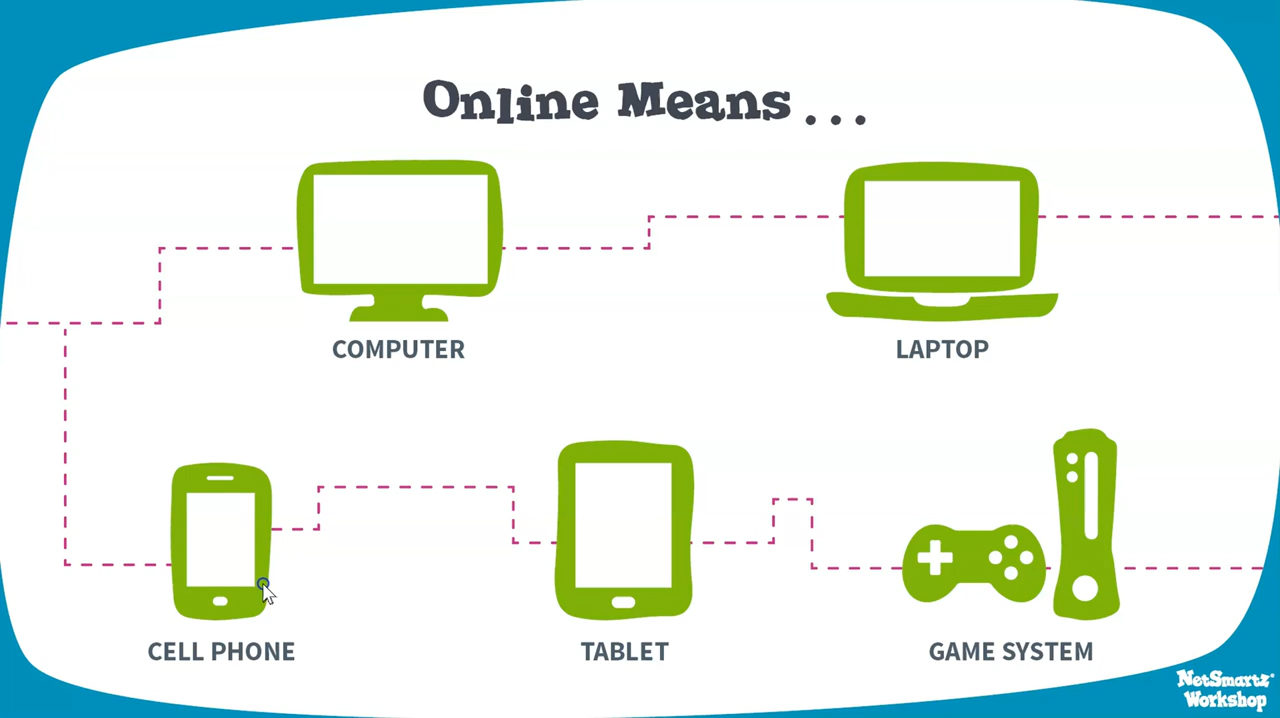 Online Means...
COMPUTER
LAPTOP
CELL PHONE
TABLET
GAME SYSTEM
NetSmartz®
Workshop